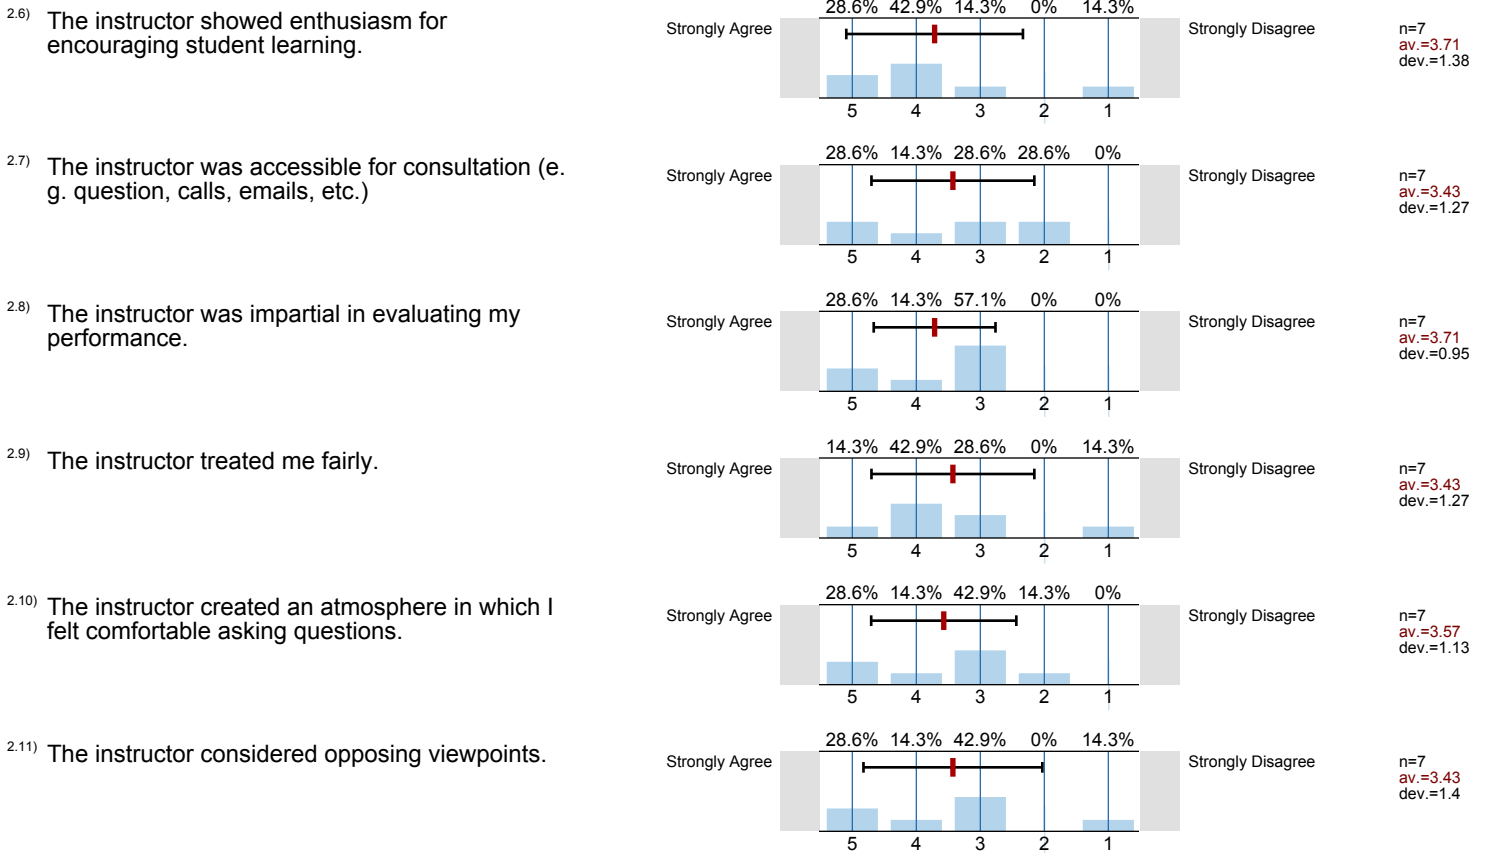 28.6% 42.9% 14.3% 0% 14.3%
2.6) The instructor showed enthusiasm for
encouraging student learning.
Strongly Agree
Strongly Disagree
n=7
av.=3.71
dev.=1.38
5 4 3 2 1
28.6% 14.3% 28.6% 28.6% 0%
2.7) The instructor was accessible for consultation (e.
g. question, calls, emails, etc.)
Strongly Agree
Strongly Disagree
n=7
av.=3.43
dev.=1.27
5 4 3 2 1
28.6% 14.3% 57.1% 0% 0%
2.8) The instructor was impartial in evaluating my
performance.
Strongly Agree
Strongly Disagree
n=7
av.=3.71
dev.=0.95
5 4 3 2 1
14.3% 42.9% 28.6% 0% 14.3%
2.9) The instructor treated me fairly.
Strongly Agree
Strongly Disagree
n=7
av.=3.43
dev.=1.27
5 4 3 2 1
28.6% 14.3% 42.9% 14.3% 0%
2.10) The instructor created an atmosphere in which I
felt comfortable asking questions.
Strongly Agree
Strongly Disagree
n=7
av.=3.57
dev.=1.13
5 4 3 2 1
28.6% 14.3% 42.9% 0% 14.3%
2.11) The instructor considered opposing viewpoints.
Strongly Agree
Strongly Disagree
n=7
av.=3.43
dev.=1.4
5 4 3 2 1